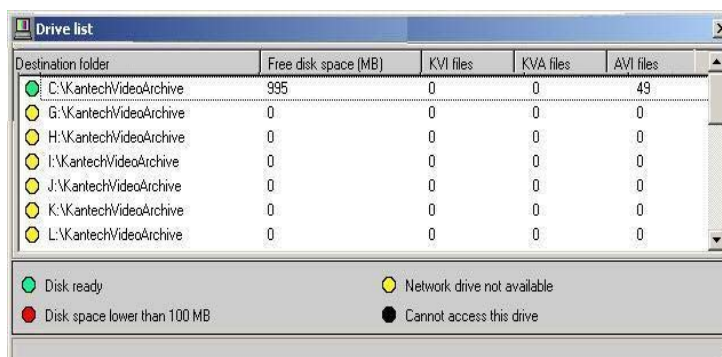 Drive list
Destination folder Free disk space (MB) KVI files KVA files AVI files
C:\KantechVideoArchive 995 0 0 49
G:\KantechVideoArchive 0 0 0 0
H:\KantechVideoArchive 0 0 0 0
I:\KantechVideoArchive 0 0 0 0
J:\KantechVideoArchive 0 0 0 0
K:\KantechVideoArchive 0 0 0 0
L:\KantechVideoArchive 0 0 0 0
Disk ready Network drive not available
Disk space lower than 100 MB Cannot access this drive